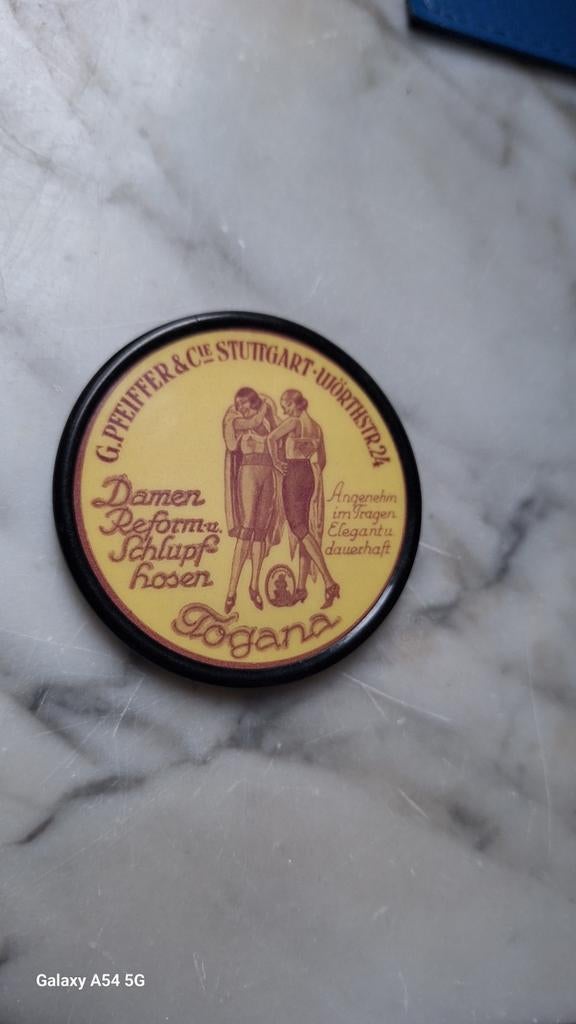 G. PFEIFFER & CIE STUTTGART · WÖRTHSTR. 24
Damen
Reform u.
Schlupf
hosen
Angenehm
im Tragen
Elegant u.
dauerhaft
Togana
Galaxy A54 5G